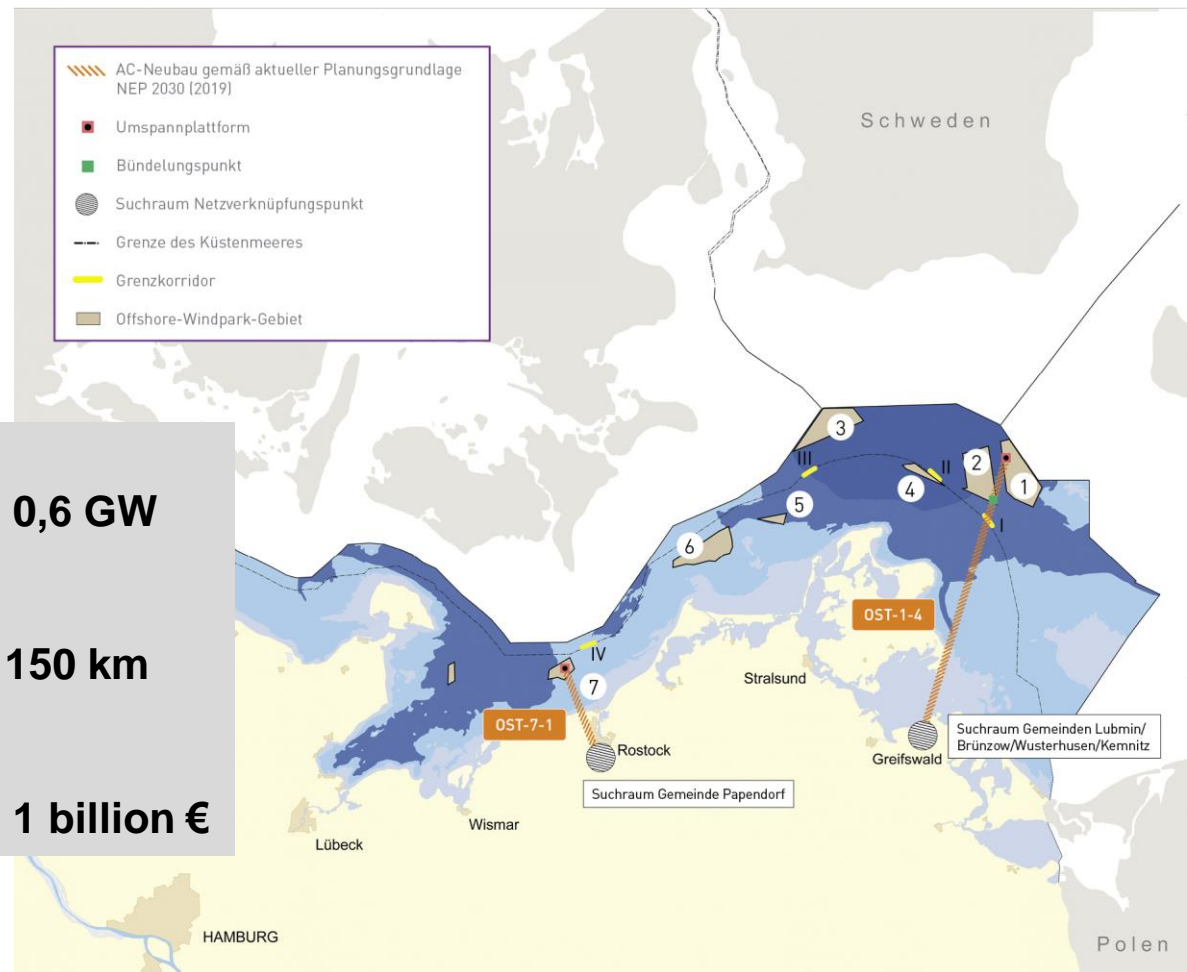 AC-Neubau gemäß aktueller Planungsgrundlage
NEP 2030 (2019)
Umspannplattform
Bündelungspunkt
Suchraum Netzverknüpfungspunkt
Grenze des Küstenmeeres
Grenzkorridor
Offshore-Windpark-Gebiet
Schweden
0,6 GW
150 km
1 billion €
3
III
II
2
1
4
I
5
6
OST-1-4
IV
7
Stralsund
OST-7-1
Rostock
Greifswald
Suchraum Gemeinden Lubmin/
Brünzow/Wusterhusen/Kemnitz
Suchraum Gemeinde Papendorf
Wismar
Lübeck
HAMBURG
Polen